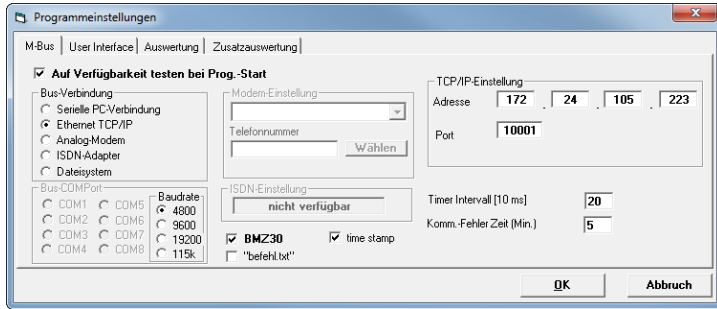 Programmeinstellungen
M-Bus User Interface Auswertung Zusatzauswertung
Auf Verfügbarkeit testen bei Prog.-Start
Bus-Verbindung
Serielle PC-Verbindung
Ethernet TCP/IP
Analog-Modem
ISDN-Adapter
Dateisystem
Modem-Einstellung
Telefonnummer
Wählen
TCP/IP-Einstellung
Adresse 172 . 24 . 105 . 223
Port 10001
Bus-COMPort
COM1 COM5
COM2 COM6
COM3 COM7
COM4 COM8
Baudrate
4800
9600
19200
115k
ISDN-Einstellung
nicht verfügbar
BMZ30 time stamp
"befehl.txt"
Timer Intervall [10 ms] 20
Komm.-Fehler Zeit (Min.) 5
OK Abbruch